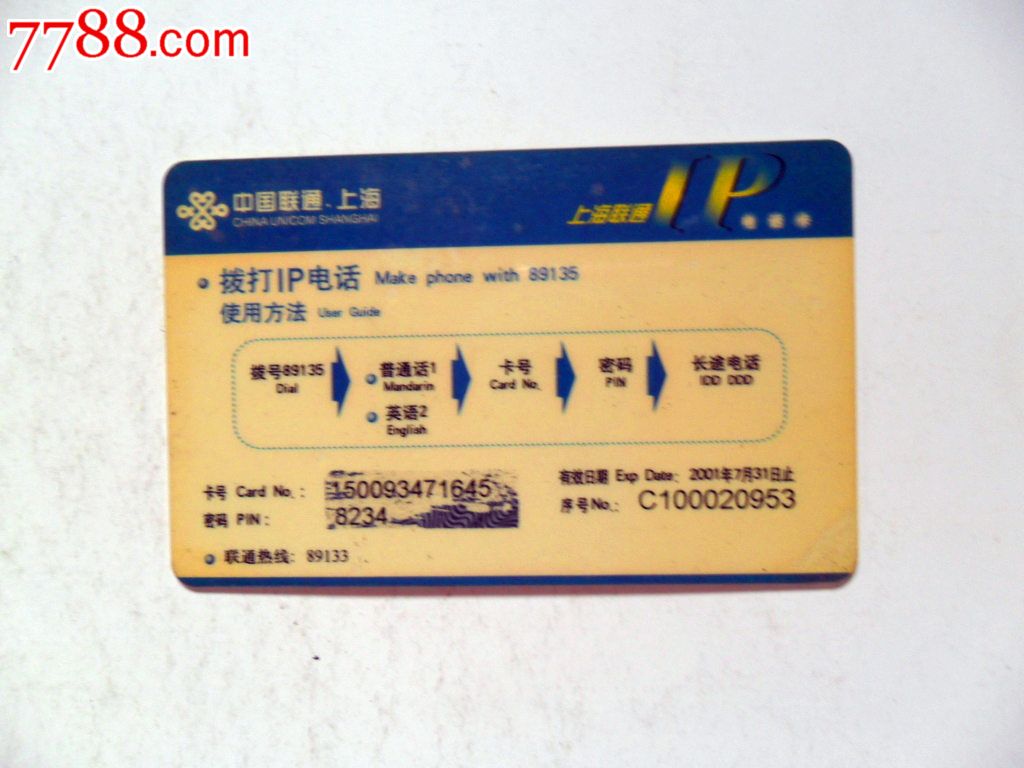 7788.com
中国联通·上海
CHINA UNICOM SHANGHAI
上海联通 IP 电话卡
拨打IP电话 Make phone with 89135
使用方法 User Guide
拨号89135
Dial
普通话1
Mandarin
英语2
English
卡号
Card No.
密码
PIN
长途电话
IDD DDD
卡号 Card No.: 150093471645
密码 PIN: 8234
有效日期 Exp Date: 2001年7月31日止
序号No.: C100020953
联通热线: 89133